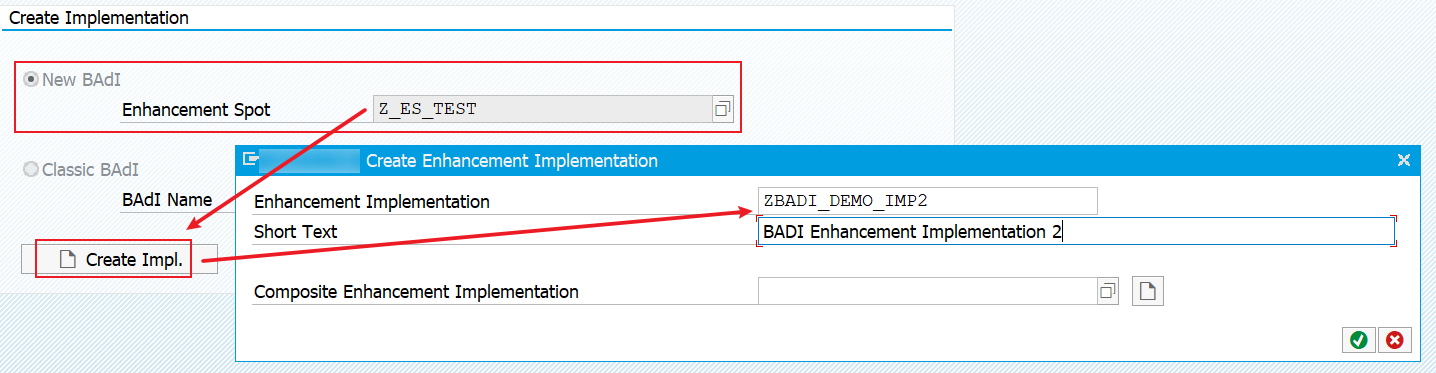 Create Implementation
New BAdI
Enhancement Spot Z_ES_TEST
Classic BAdI
BAdI Name
Create Impl.
Create Enhancement Implementation
Enhancement Implementation ZBADI_DEMO_IMP2
Short Text BADI Enhancement Implementation 2
Composite Enhancement Implementation